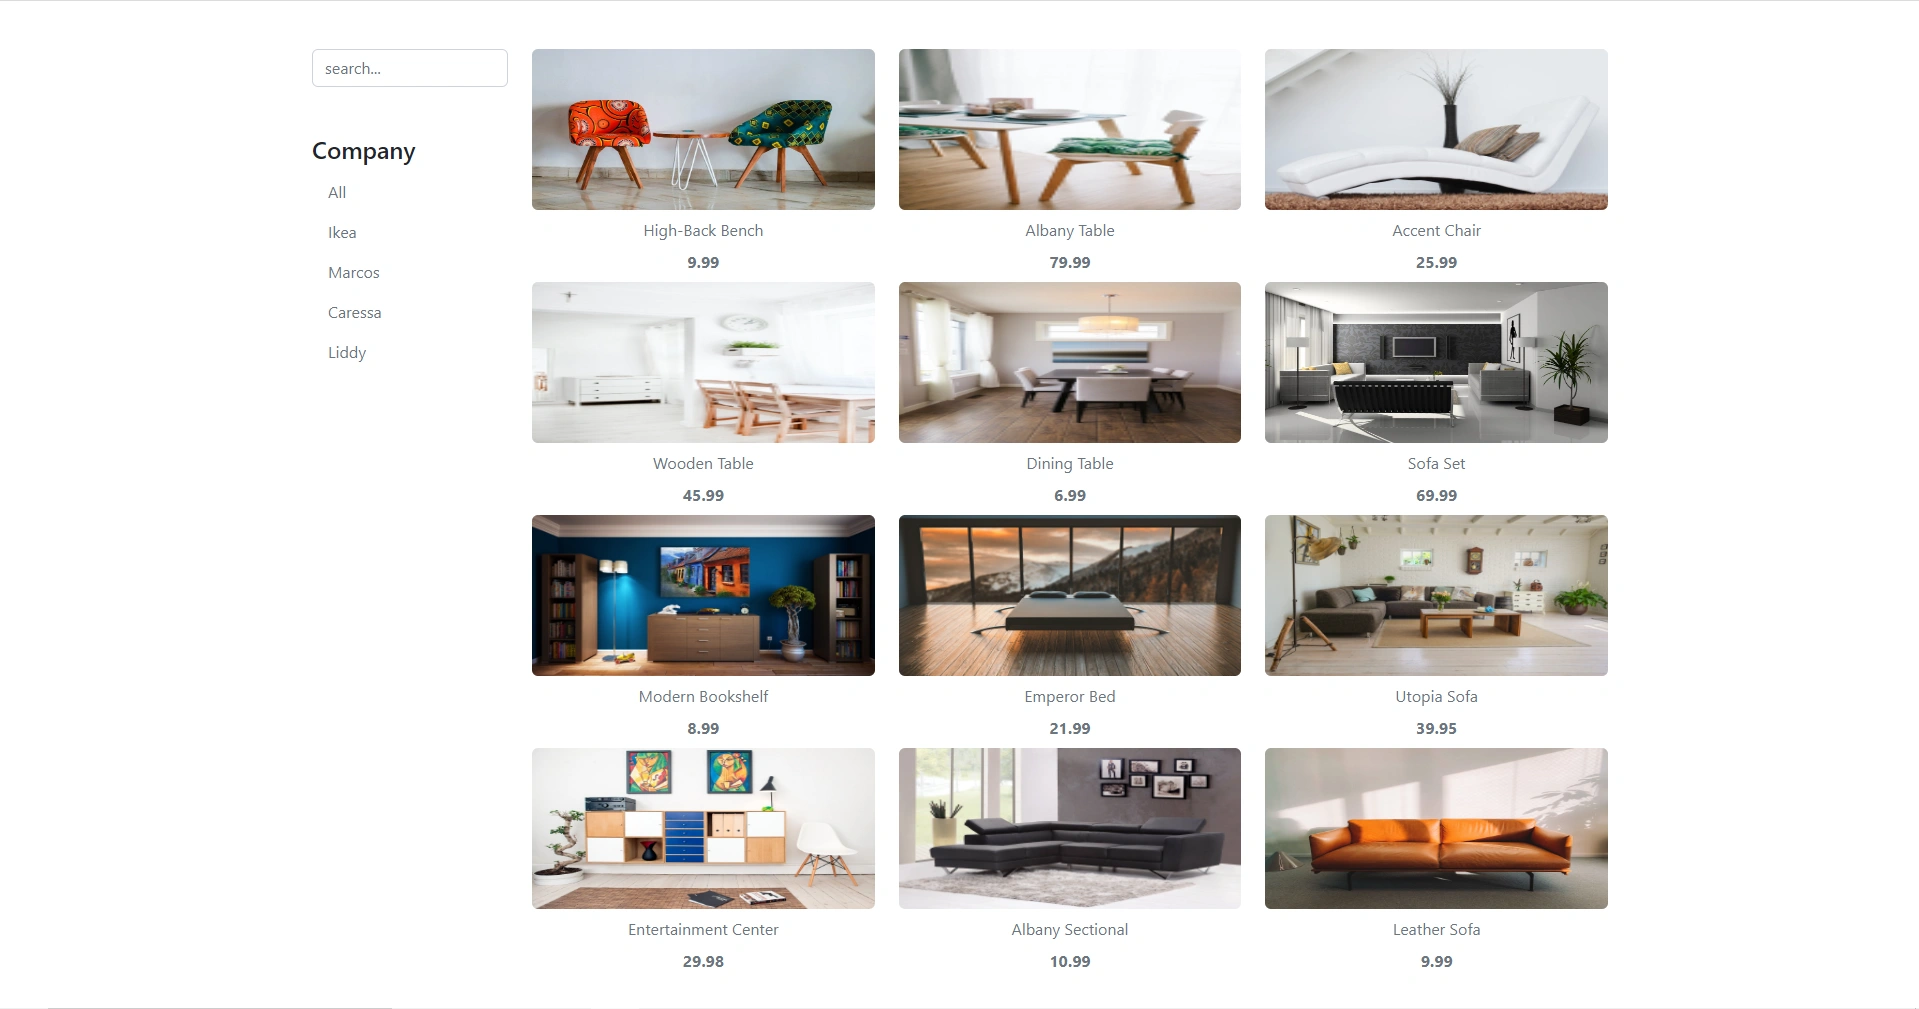 search...
Company
All
Ikea
Marcos
Caressa
Liddy
High-Back Bench
9.99
Albany Table
79.99
Accent Chair
25.99
Wooden Table
45.99
Dining Table
6.99
Sofa Set
69.99
Modern Bookshelf
8.99
Emperor Bed
21.99
Utopia Sofa
39.95
Entertainment Center
29.98
Albany Sectional
10.99
Leather Sofa
9.99